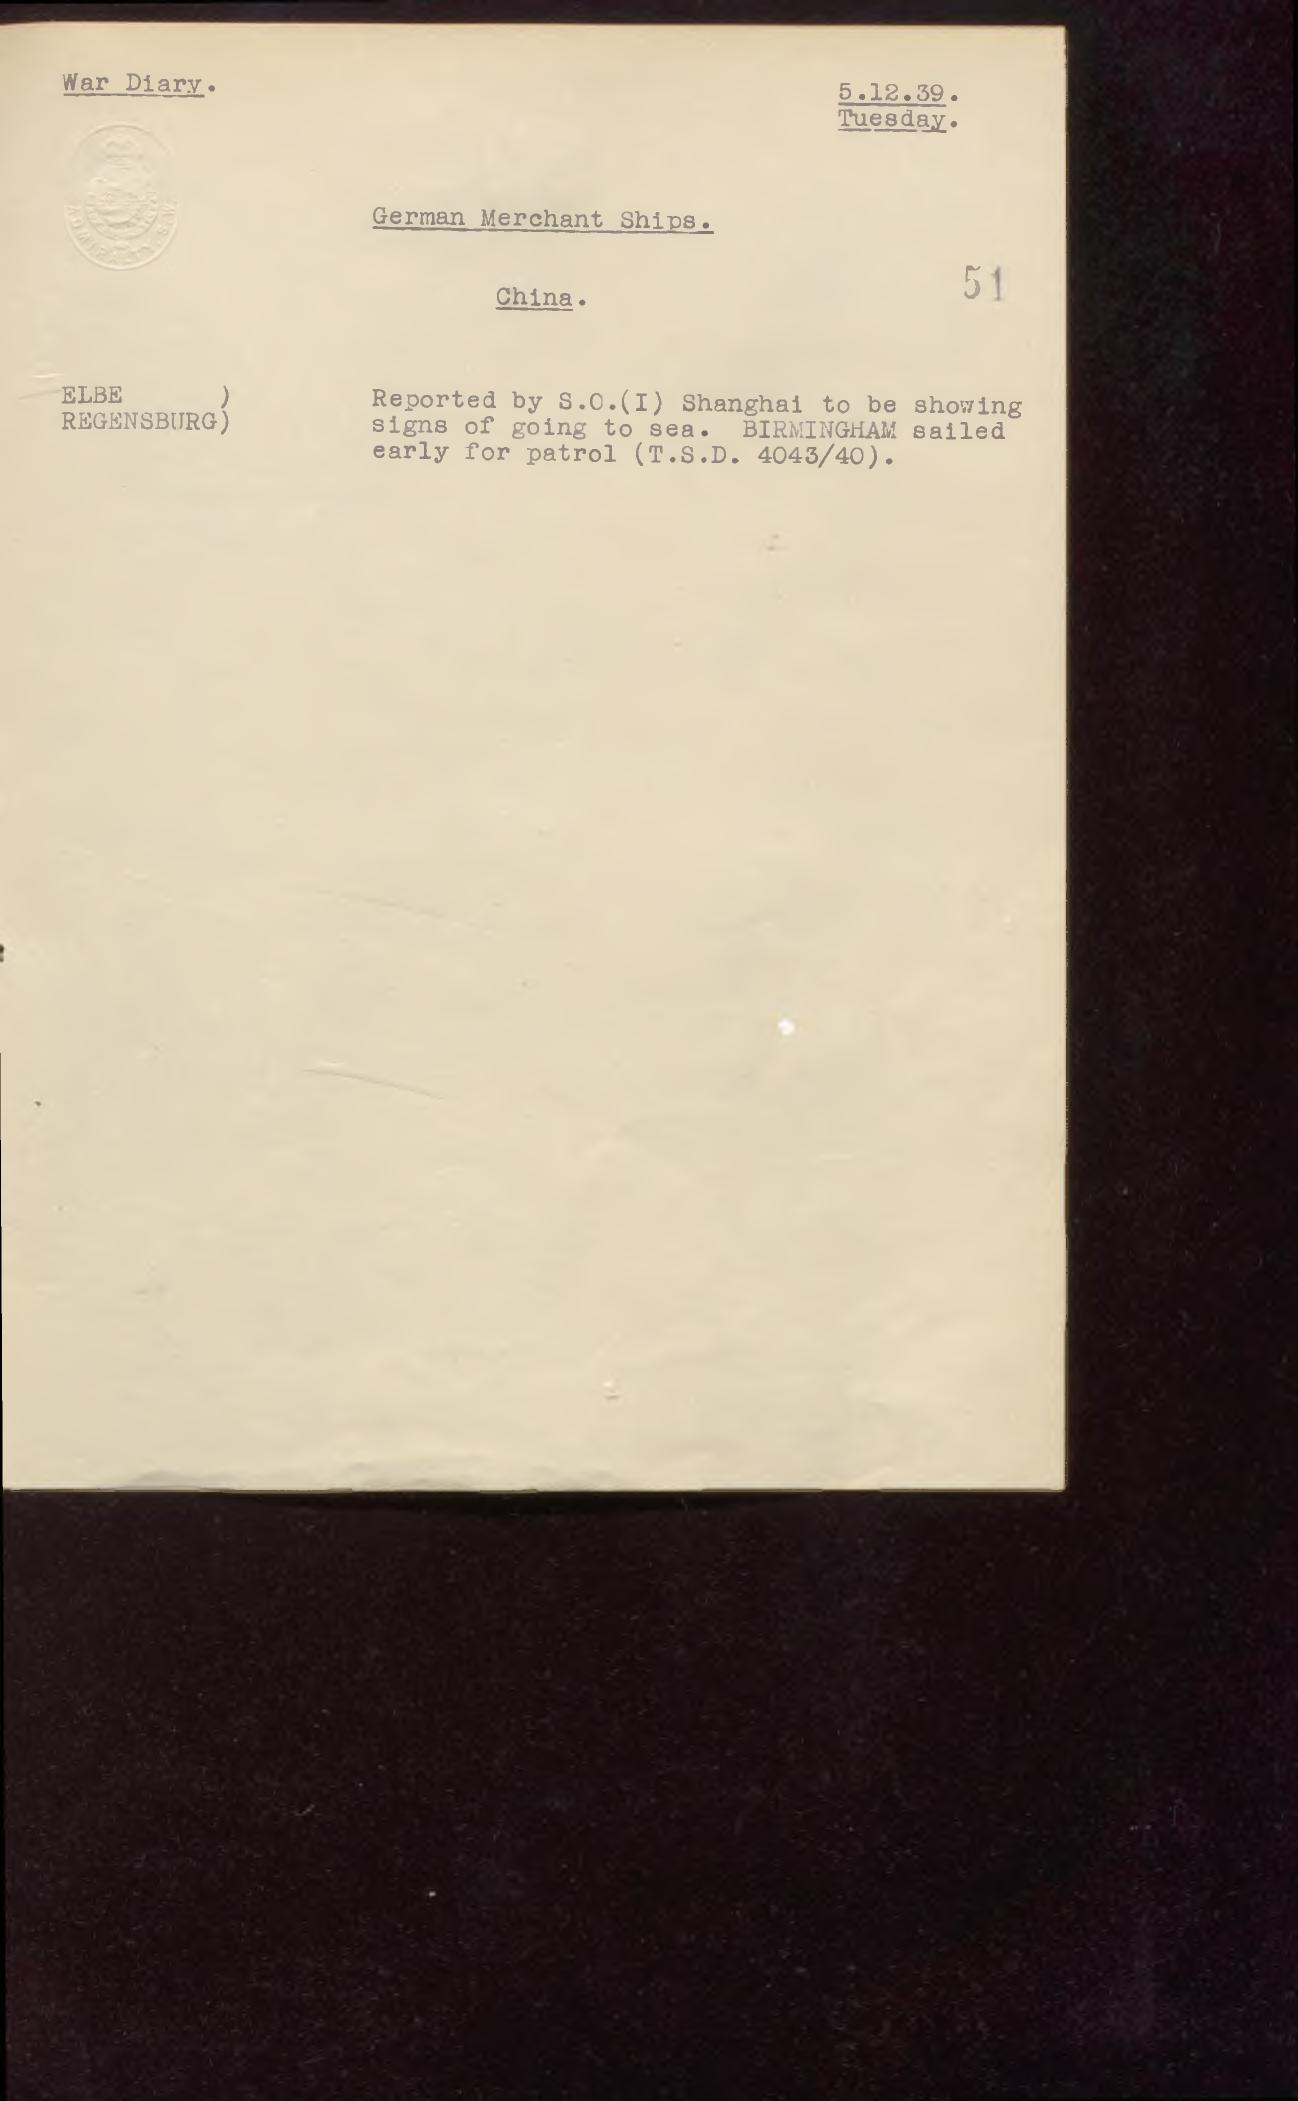 War Diary.
5.12.39.
Tuesday.
ADMIRALTY. S.W.
German Merchant Ships.
51
China.
ELBE )
REGENSBURG)
Reported by S.O.(I) Shanghai to be showing
signs of going to sea. BIRMINGHAM sailed
early for patrol (T.S.D. 4043/40).